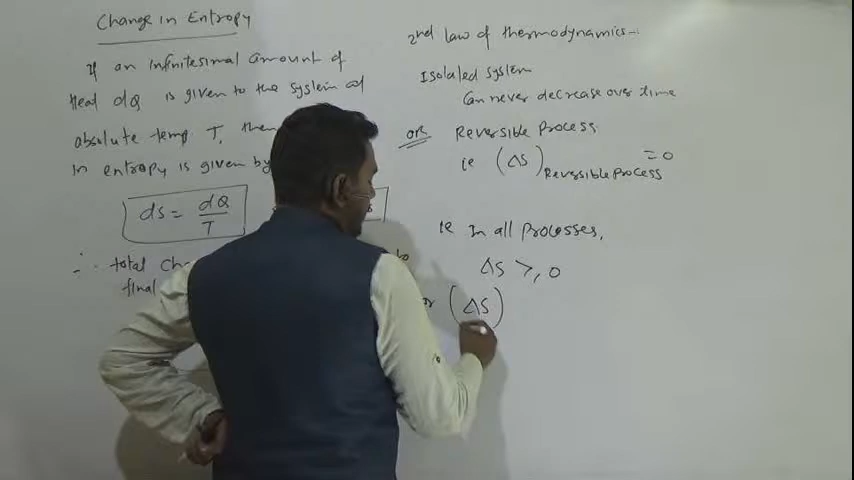 Change in Entropy
If an infinitesimal amount of
Heat dQ is given to the system at
absolute temp T, then
in entropy is given by
ds = dQ/T
∴ total
final
2nd law of thermodynamics -:
Isolated system
Can never decrease over time
or Reversible Process
ie (ΔS)Reversible Process = 0
ie In all Processes,
ΔS ≥ 0
or (ΔS)